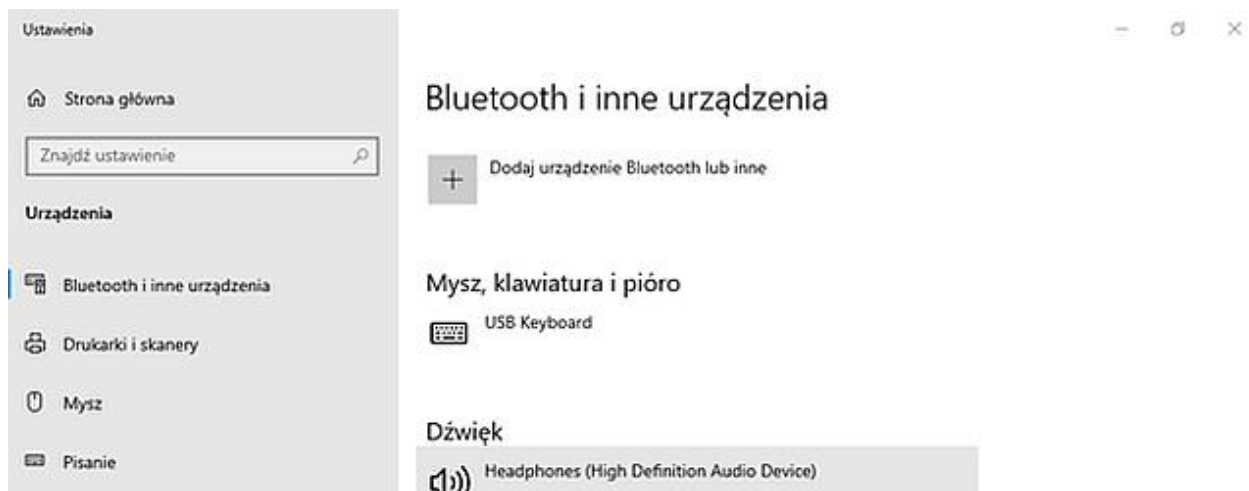 Ustawienia
Strona główna
Znajdź ustawienie
Urządzenia
Bluetooth i inne urządzenia
Drukarki i skanery
Mysz
Pisanie
Bluetooth i inne urządzenia
Dodaj urządzenie Bluetooth lub inne
Mysz, klawiatura i pióro
USB Keyboard
Dźwięk
Headphones (High Definition Audio Device)